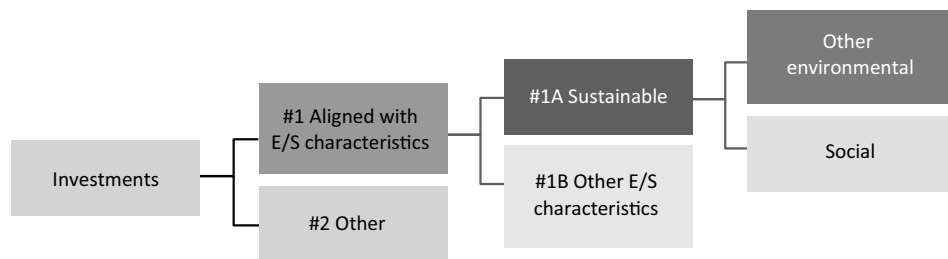 Investments
#1 Aligned with
E/S characteristics
#2 Other
#1A Sustainable
#1B Other E/S
characteristics
Other
environmental
Social